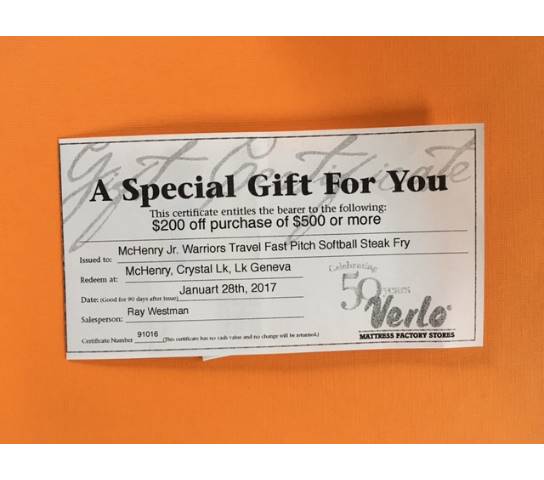 Gift Certificate
A Special Gift For You
This certificate entitles the bearer to the following:
$200 off purchase of $500 or more
Issued to: McHenry Jr. Warriors Travel Fast Pitch Softball Steak Fry
Redeem at: McHenry, Crystal Lk, Lk Geneva
Date: (Good for 90 days after Issue) Januart 28th, 2017
Salesperson: Ray Westman
Certificate Number 91016 (This certificate has no cash value and no change will be returned.)
Celebrating
50 YEARS
Verlo®
MATTRESS FACTORY STORES